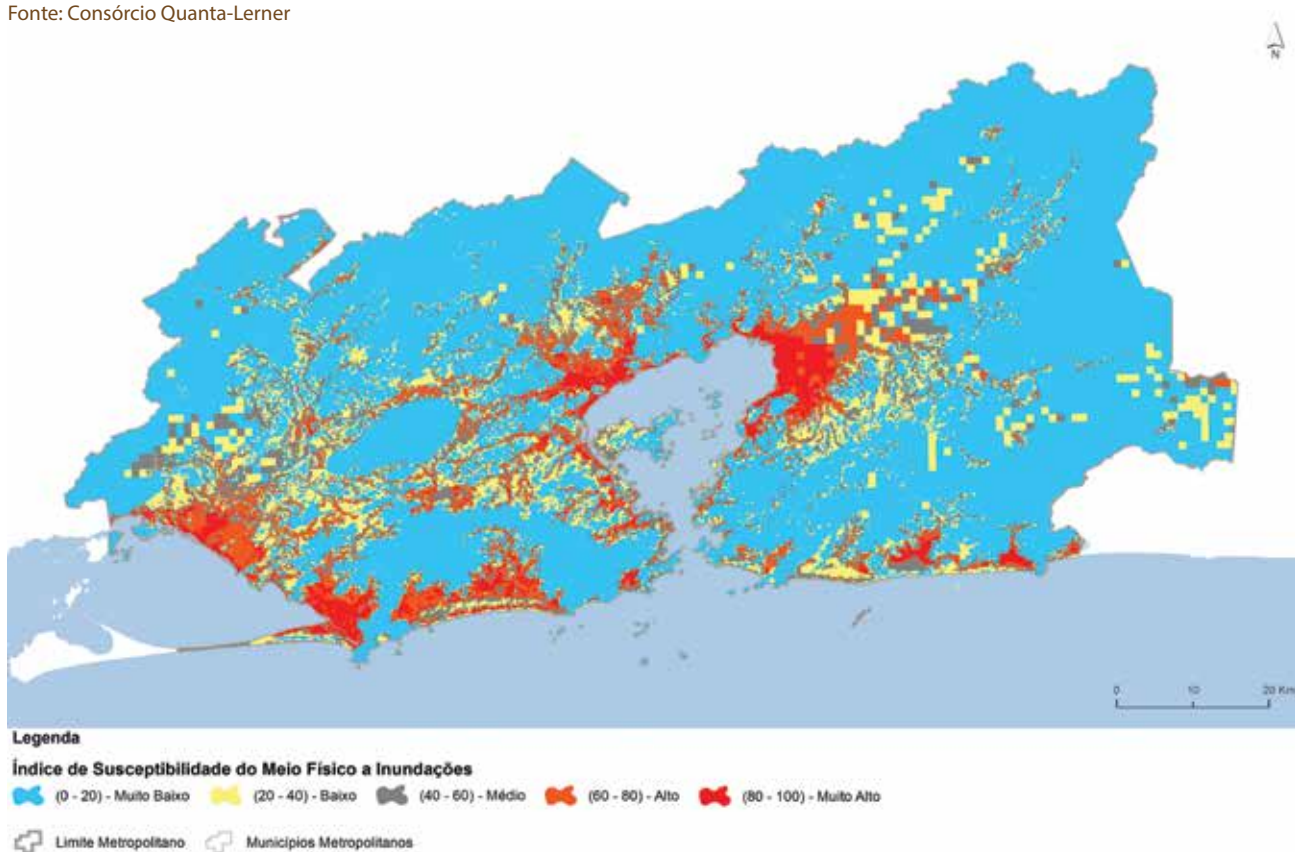 Fonte: Consórcio Quanta-Lerner
N
0 10 20 Km
Legenda
Índice de Susceptibilidade do Meio Físico a Inundações
(0 - 20) - Muito Baixo (20 - 40) - Baixo (40 - 60) - Médio (60 - 80) - Alto (80 - 100) - Muito Alto
Limite Metropolitano Municípios Metropolitanos